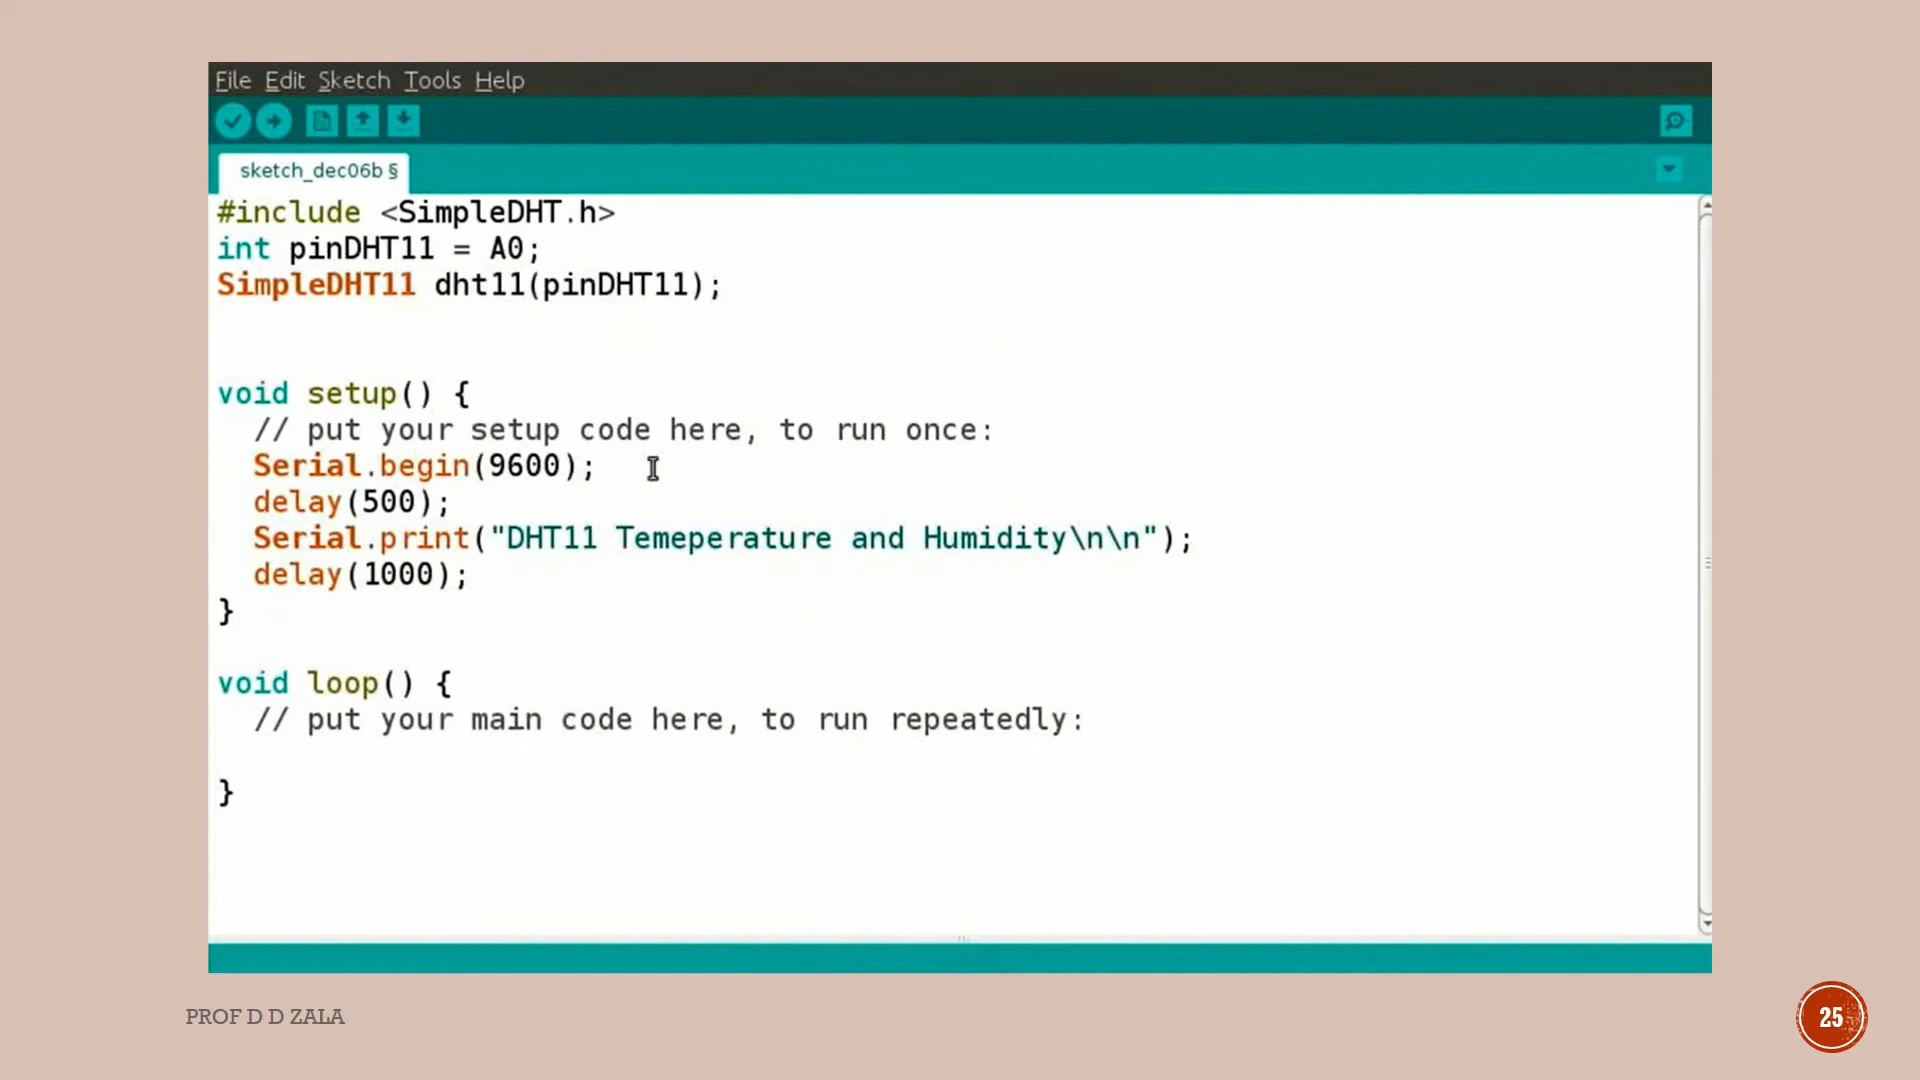 File Edit Sketch Tools Help
sketch_dec06b §
#include <SimpleDHT.h>
int pinDHT11 = A0;
SimpleDHT11 dht11(pinDHT11);
void setup() {
  // put your setup code here, to run once:
  Serial.begin(9600);
  delay(500);
  Serial.print("DHT11 Temeperature and Humidity\n\n");
  delay(1000);
}
void loop() {
  // put your main code here, to run repeatedly:
}
PROF D D ZALA
25